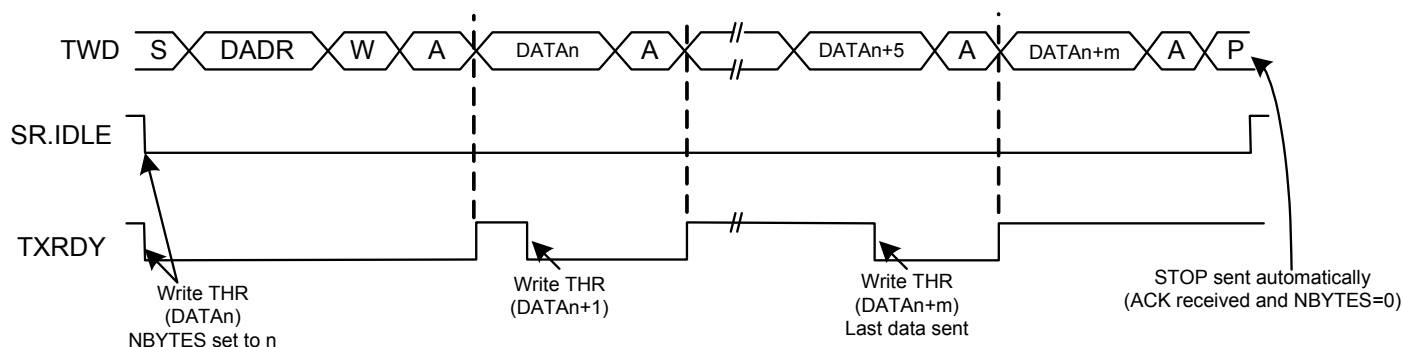 TWD S DADR W A DATAn A DATAn+5 A DATAn+m A P
SR.IDLE
TXRDY
Write THR
(DATAn)
NBYTES set to n
Write THR
(DATAn+1)
Write THR
(DATAn+m)
Last data sent
STOP sent automatically
(ACK received and NBYTES=0)